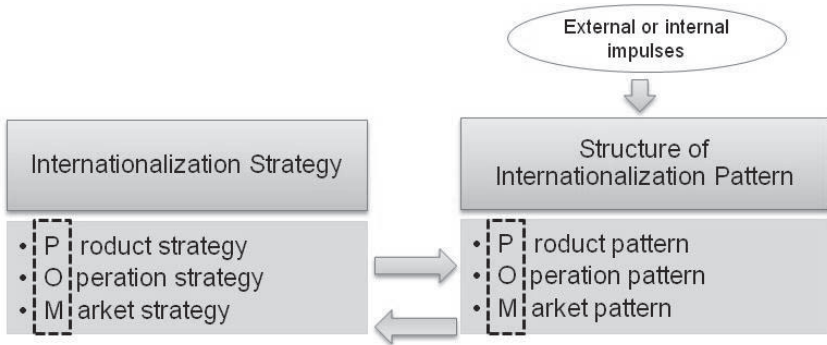 External or internal
impulses
Internationalization Strategy
• P roduct strategy
• O peration strategy
• M arket strategy
Structure of
Internationalization Pattern
• P roduct pattern
• O peration pattern
• M arket pattern